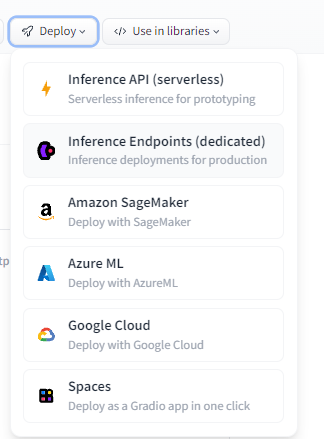 Deploy
Use in libraries
Inference API (serverless)
Serverless inference for prototyping
Inference Endpoints (dedicated)
Inference deployments for production
Amazon SageMaker
Deploy with SageMaker
Azure ML
tp
Deploy with AzureML
Google Cloud
Deploy with Google Cloud
Spaces
Deploy as a Gradio app in one click